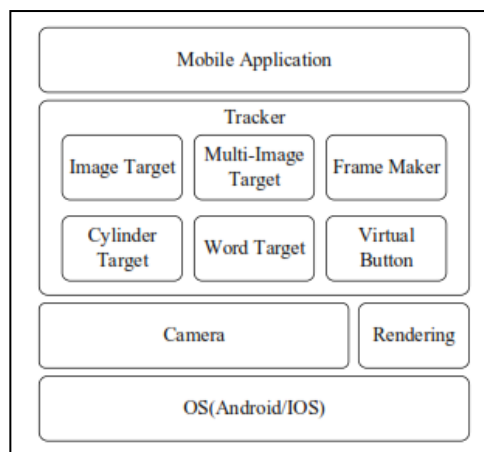 Mobile Application
Tracker
Image Target
Multi-Image
Target
Frame Maker
Cylinder
Target
Word Target
Virtual
Button
Camera
Rendering
OS(Android/IOS)